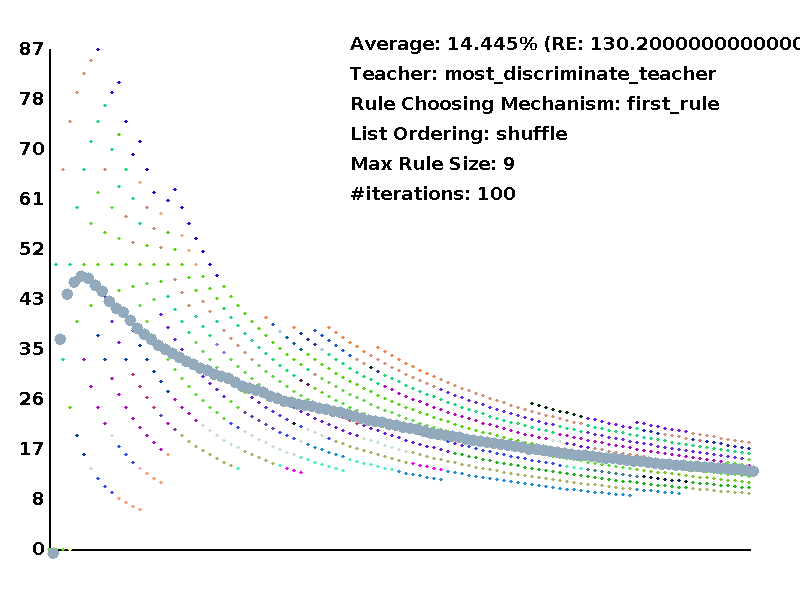 87
Average: 14.445% (RE: 130.2000000000000
Teacher: most_discriminate_teacher
78
Rule Choosing Mechanism: first_rule
List Ordering: shuffle
70
Max Rule Size: 9
#iterations: 100
61
52
43
35
26
17
8
0